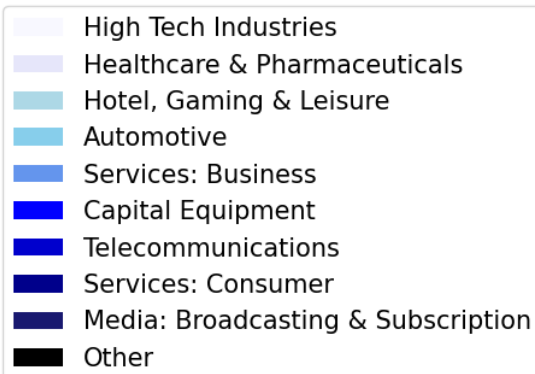 High Tech Industries
Healthcare & Pharmaceuticals
Hotel, Gaming & Leisure
Automotive
Services: Business
Capital Equipment
Telecommunications
Services: Consumer
Media: Broadcasting & Subscription
Other